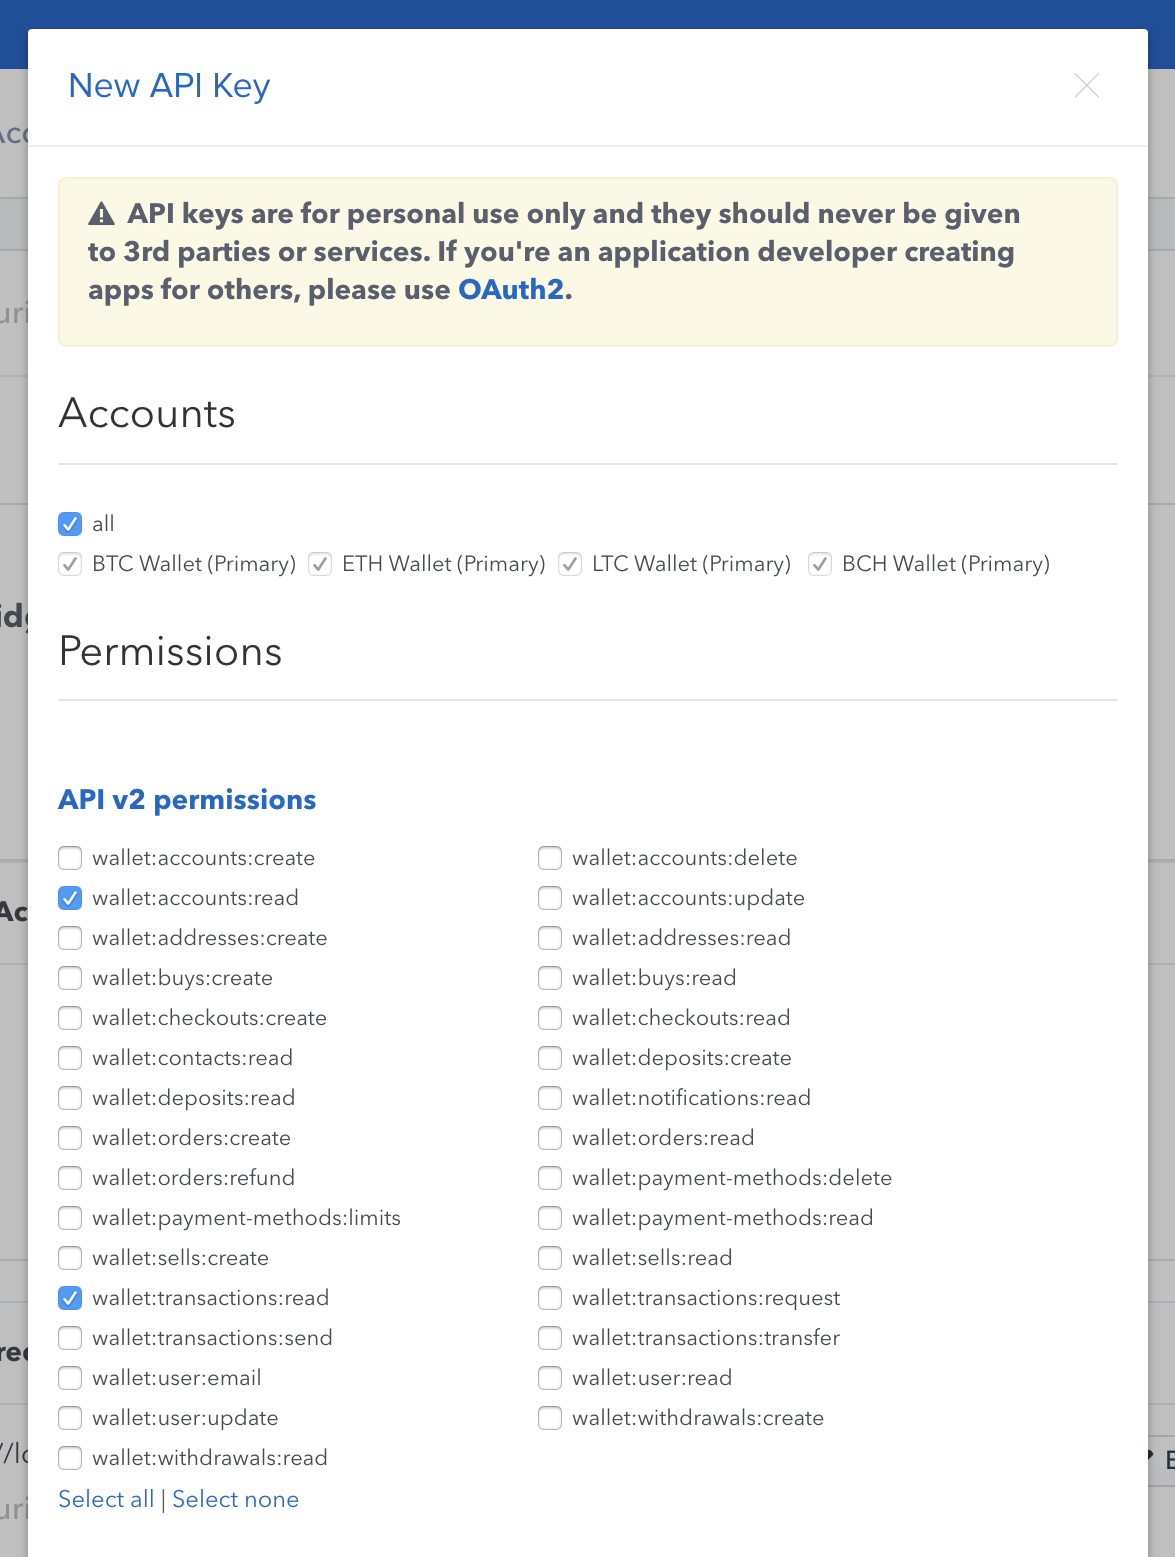 New API Key
API keys are for personal use only and they should never be given
to 3rd parties or services. If you're an application developer creating
apps for others, please use OAuth2.
Accounts
all
BTC Wallet (Primary) ETH Wallet (Primary) LTC Wallet (Primary) BCH Wallet (Primary)
Permissions
API v2 permissions
wallet:accounts:create wallet:accounts:delete
wallet:accounts:read wallet:accounts:update
wallet:addresses:create wallet:addresses:read
wallet:buys:create wallet:buys:read
wallet:checkouts:create wallet:checkouts:read
wallet:contacts:read wallet:deposits:create
wallet:deposits:read wallet:notifications:read
wallet:orders:create wallet:orders:read
wallet:orders:refund wallet:payment-methods:delete
wallet:payment-methods:limits wallet:payment-methods:read
wallet:sells:create wallet:sells:read
wallet:transactions:read wallet:transactions:request
wallet:transactions:send wallet:transactions:transfer
wallet:user:email wallet:user:read
wallet:user:update wallet:withdrawals:create
wallet:withdrawals:read
Select all | Select none